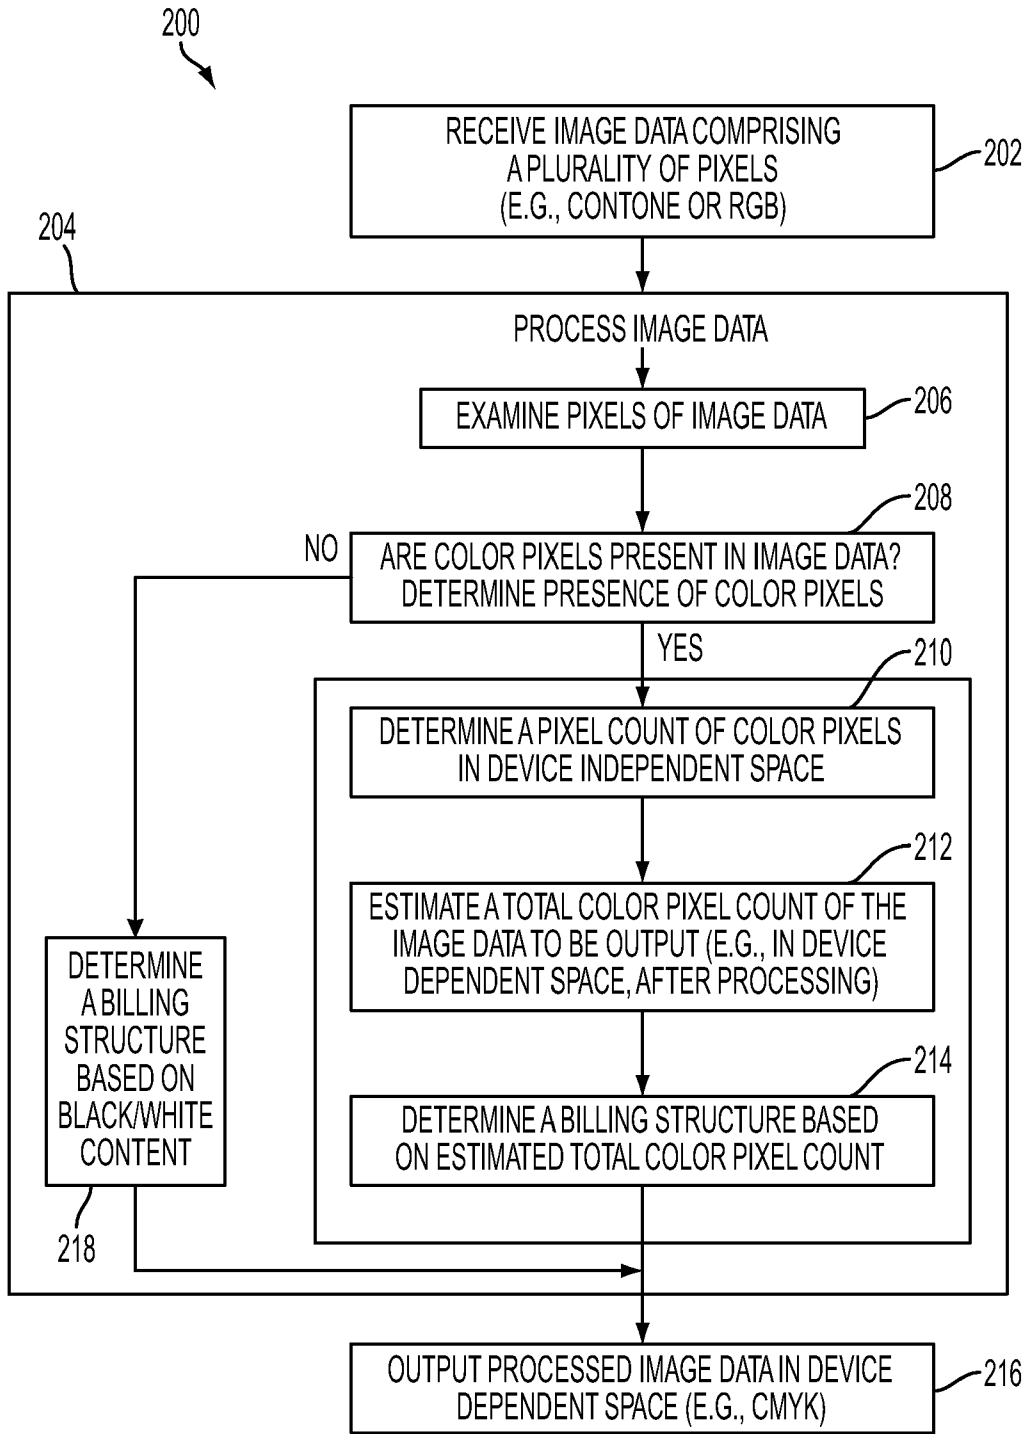 200
RECEIVE IMAGE DATA COMPRISING
A PLURALITY OF PIXELS
(E.G., CONTONE OR RGB)
202
204
PROCESS IMAGE DATA
EXAMINE PIXELS OF IMAGE DATA
206
208
NO
ARE COLOR PIXELS PRESENT IN IMAGE DATA?
DETERMINE PRESENCE OF COLOR PIXELS
YES
210
DETERMINE A PIXEL COUNT OF COLOR PIXELS
IN DEVICE INDEPENDENT SPACE
212
ESTIMATE A TOTAL COLOR PIXEL COUNT OF THE
IMAGE DATA TO BE OUTPUT (E.G., IN DEVICE
DEPENDENT SPACE, AFTER PROCESSING)
214
DETERMINE A BILLING STRUCTURE BASED
ON ESTIMATED TOTAL COLOR PIXEL COUNT
DETERMINE
A BILLING
STRUCTURE
BASED ON
BLACK/WHITE
CONTENT
218
OUTPUT PROCESSED IMAGE DATA IN DEVICE
DEPENDENT SPACE (E.G., CMYK)
216